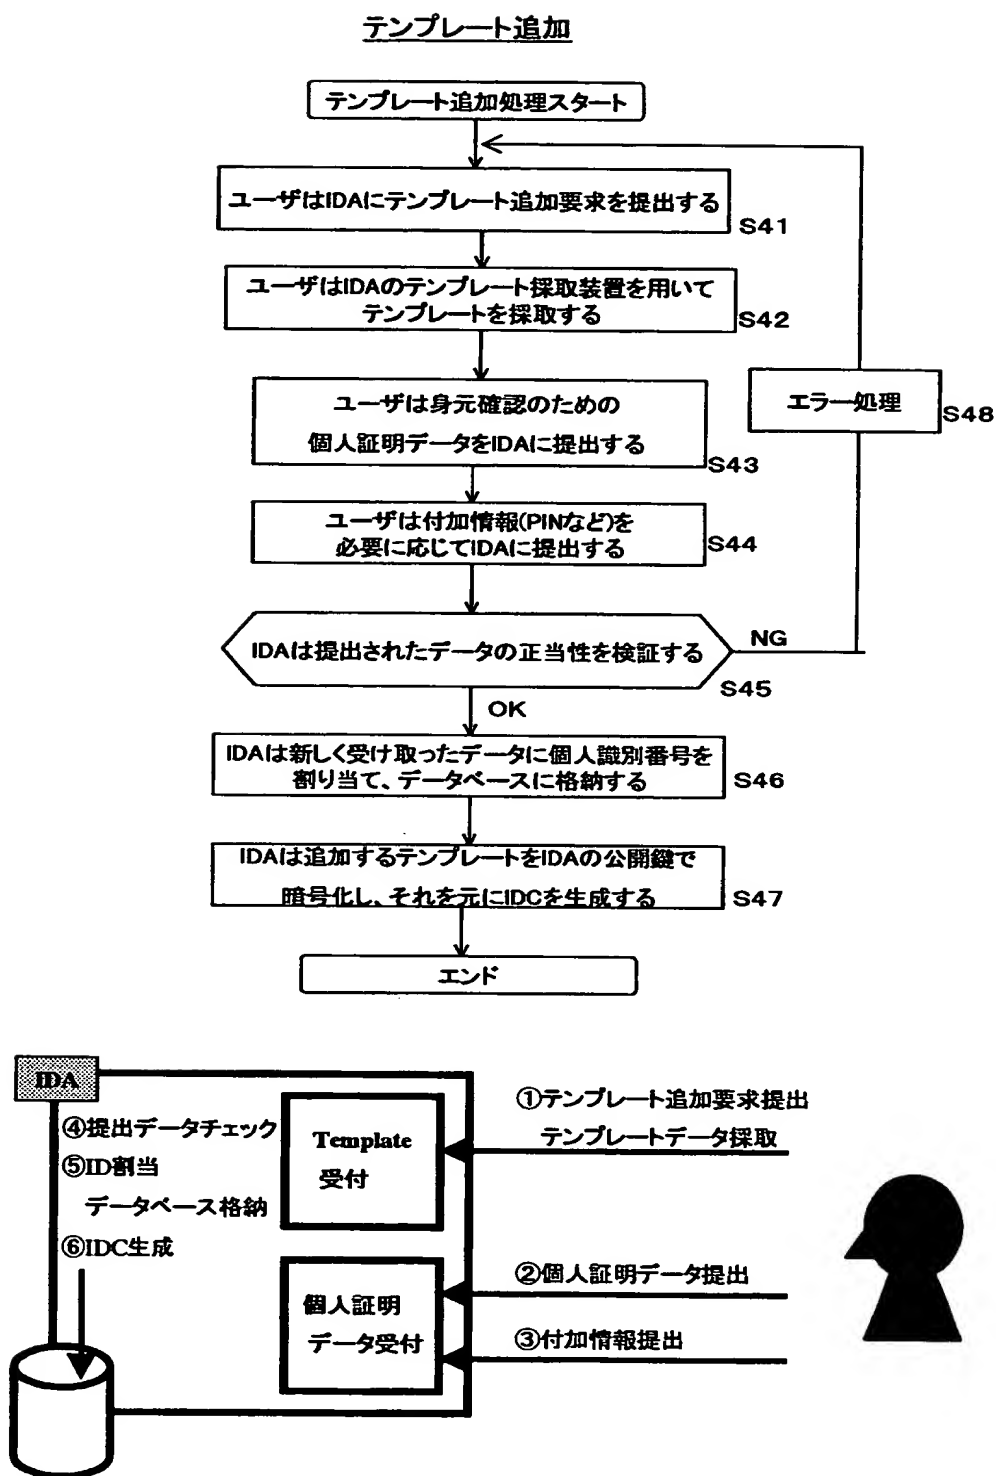 テンプレート追加
テンプレート追加処理スタート
ユーザはIDAにテンプレート追加要求を提出する
S41
ユーザはIDAのテンプレート採取装置を用いて
テンプレートを採取する
S42
ユーザは身元確認のための
個人証明データをIDAに提出する
S43
エラー処理
S48
ユーザは付加情報(PINなど)を
必要に応じてIDAに提出する
S44
IDAは提出されたデータの正当性を検証する
NG
S45
OK
IDAは新しく受け取ったデータに個人識別番号を
割り当て、データベースに格納する
S46
IDAは追加するテンプレートをIDAの公開鍵で
暗号化し、それを元にIDCを生成する
S47
エンド
IDA
④提出データチェック
⑤ID割当
データベース格納
⑥IDC生成
Template
受付
個人証明
データ受付
①テンプレート追加要求提出
テンプレートデータ採取
②個人証明データ提出
③付加情報提出